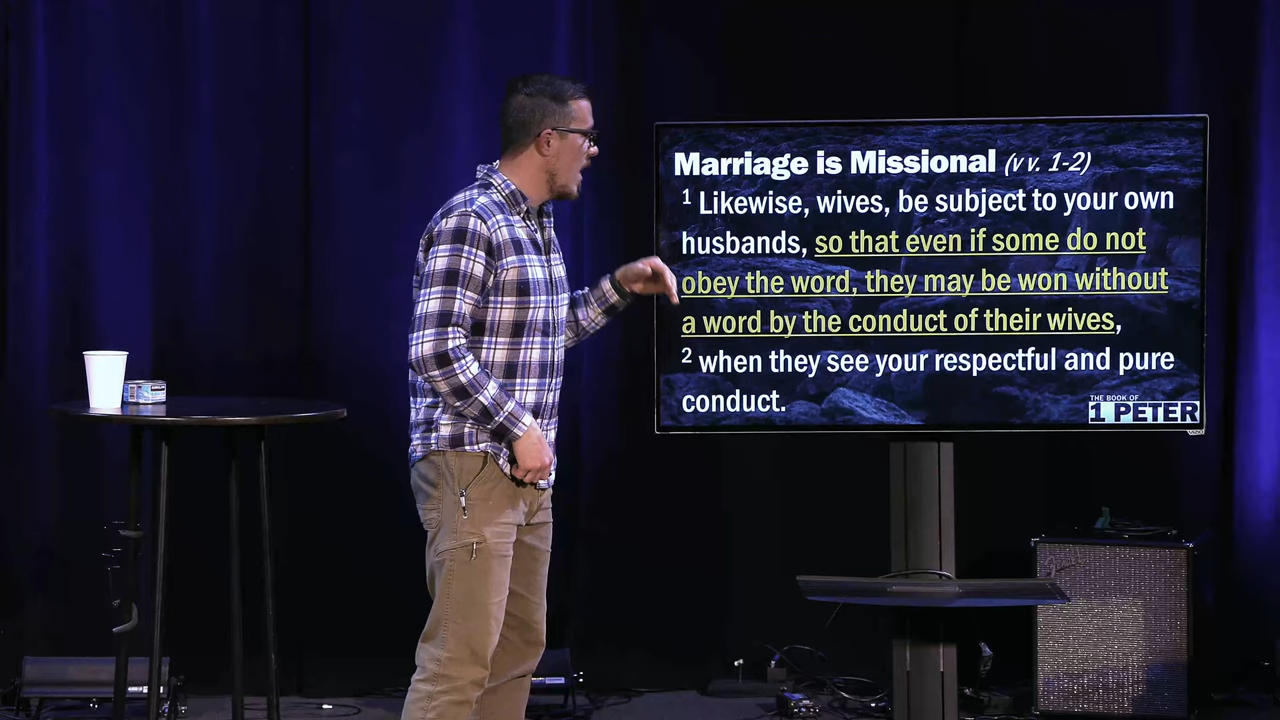 Marriage is Missional (vv. 1-2)
1 Likewise, wives, be subject to your own
husbands, so that even if some do not
obey the word, they may be won without
a word by the conduct of their wives,
2 when they see your respectful and pure
conduct.
THE BOOK OF
1 PETER
Fender